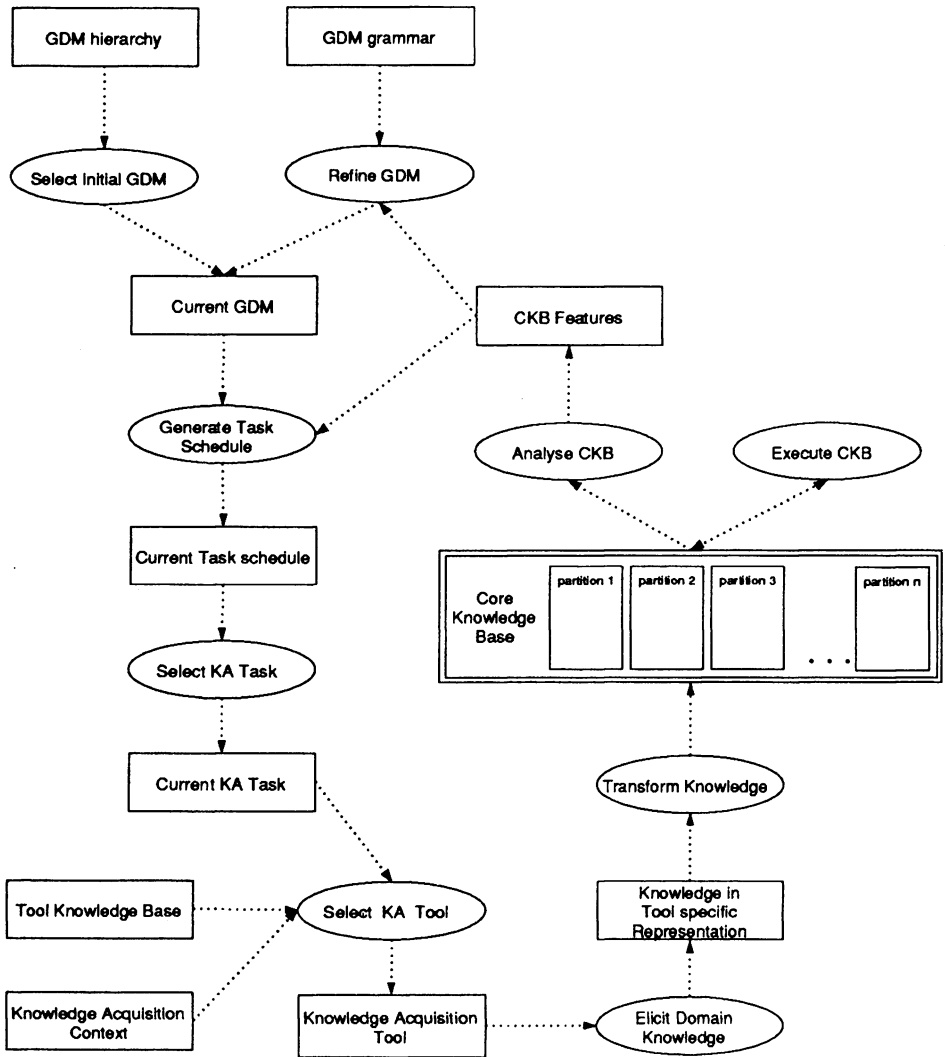 GDM hierarchy
GDM grammar
Select Initial GDM
Refine GDM
Current GDM
CKB Features
Generate Task
Schedule
Analyse CKB
Execute CKB
Current Task schedule
Core
Knowledge
Base
partition 1
partition 2
partition 3
. . .
partition n
Select KA Task
Current KA Task
Transform Knowledge
Tool Knowledge Base
Select KA Tool
Knowledge in
Tool specific
Representation
Knowledge Acquisition
Context
Knowledge Acquisition
Tool
Elicit Domain
Knowledge